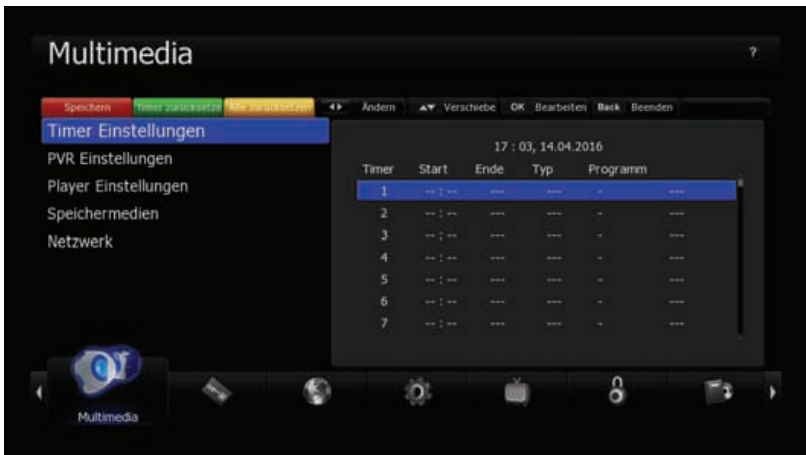 Multimedia
?
Speichern Timer zurücksetze Alle zurücksetzen Ändern Verschiebe OK Bearbeiten Back Beenden
Timer Einstellungen
PVR Einstellungen
Player Einstellungen
Speichermedien
Netzwerk
17 : 03, 14.04.2016
Timer Start Ende Typ Programm
1 -- : -- --- --- - ---
2 -- : -- --- --- - ---
3 -- : -- --- --- - ---
4 -- : -- --- --- - ---
5 -- : -- --- --- - ---
6 -- : -- --- --- - ---
7 -- : -- --- --- - ---
Multimedia